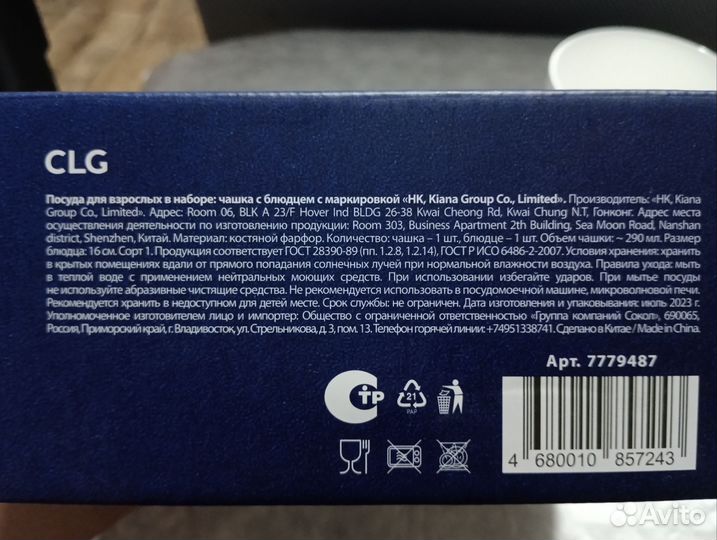 CLG
Посуда для взрослых в наборе: чашка с блюдцем с маркировкой «HK, Kiana Group Co., Limited». Производитель: «HK, Kiana
Group Co., Limited». Адрес: Room 06, BLK A 23/F Hover Ind BLDG 26-38 Kwai Cheong Rd, Kwai Chung N.T, Гонконг. Адрес места
осуществления деятельности по изготовлению продукции: Room 303, Business Apartment 2th Building, Sea Moon Road, Nanshan
district, Shenzhen, Китай. Материал: костяной фарфор. Количество: чашка – 1 шт., блюдце – 1 шт. Объем чашки: ~ 290 мл. Размер
блюдца: 16 см. Сорт 1. Продукция соответствует ГОСТ 28390-89 (пп. 1.2.8, 1.2.14), ГОСТ Р ИСО 6486-2-2007. Условия хранения: хранить
в крытых помещениях вдали от прямого попадания солнечных лучей при нормальной влажности воздуха. Правила ухода: мыть
в теплой воде с применением нейтральных моющих средств. При использовании избегайте ударов. При мытье посуды
не используйте абразивные чистящие средства. Не рекомендуется использовать в посудомоечной машине, микроволновой печи.
Рекомендуется хранить в недоступном для детей месте. Срок службы: не ограничен. Дата изготовления и упаковывания: июль 2023 г.
Уполномоченное изготовителем лицо и импортер: Общество с ограниченной ответственностью «Группа компаний Сокол», 690065,
Россия, Приморский край, г. Владивосток, ул. Стрельникова, д. 3, пом. 13. Телефон горячей линии: +74951338741. Сделано в Китае / Made in China.
Арт. 7779487
TP
21
PAP
4 680010 857243
Avito